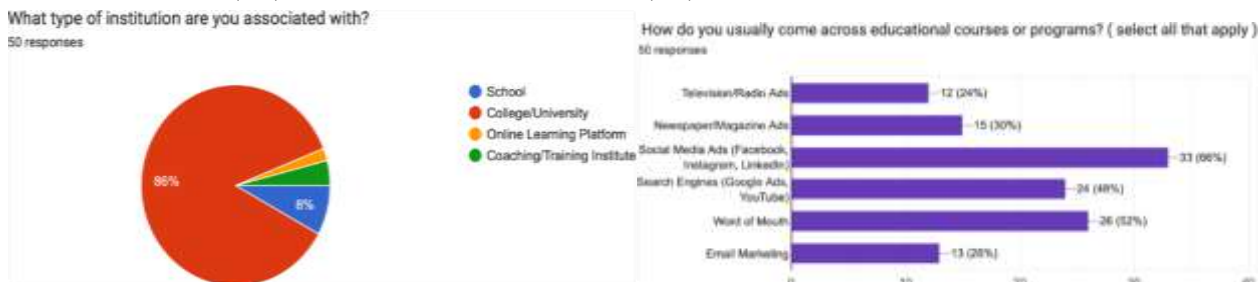 What type of institution are you associated with?
50 responses
School
College/University
Online Learning Platform
Coaching/Training Institute
86%
8%
How do you usually come across educational courses or programs? ( select all that apply )
50 responses
Television/Radio Ads
12 (24%)
Newspaper/Magazine Ads
15 (30%)
Social Media Ads (Facebook,
Instagram, LinkedIn)
33 (66%)
Search Engines (Google Ads,
YouTube)
24 (48%)
Word of Mouth
26 (52%)
Email Marketing
13 (26%)